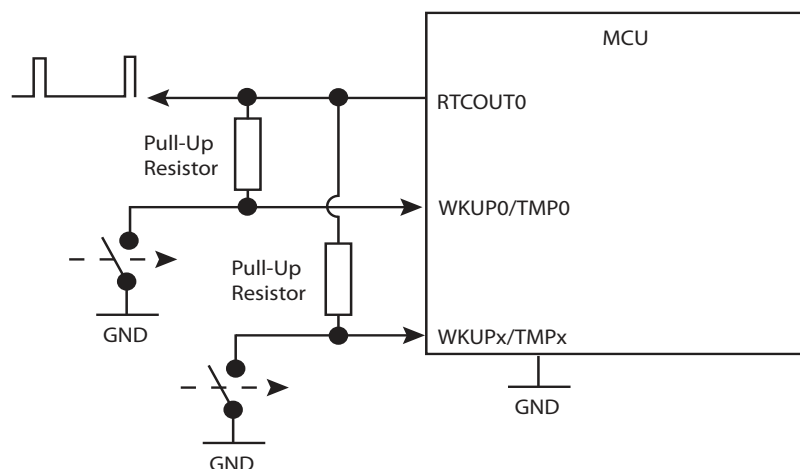 MCU
RTCOUT0
Pull-Up
Resistor
WKUP0/TMP0
Pull-Up
Resistor
GND
WKUPx/TMPx
GND
GND